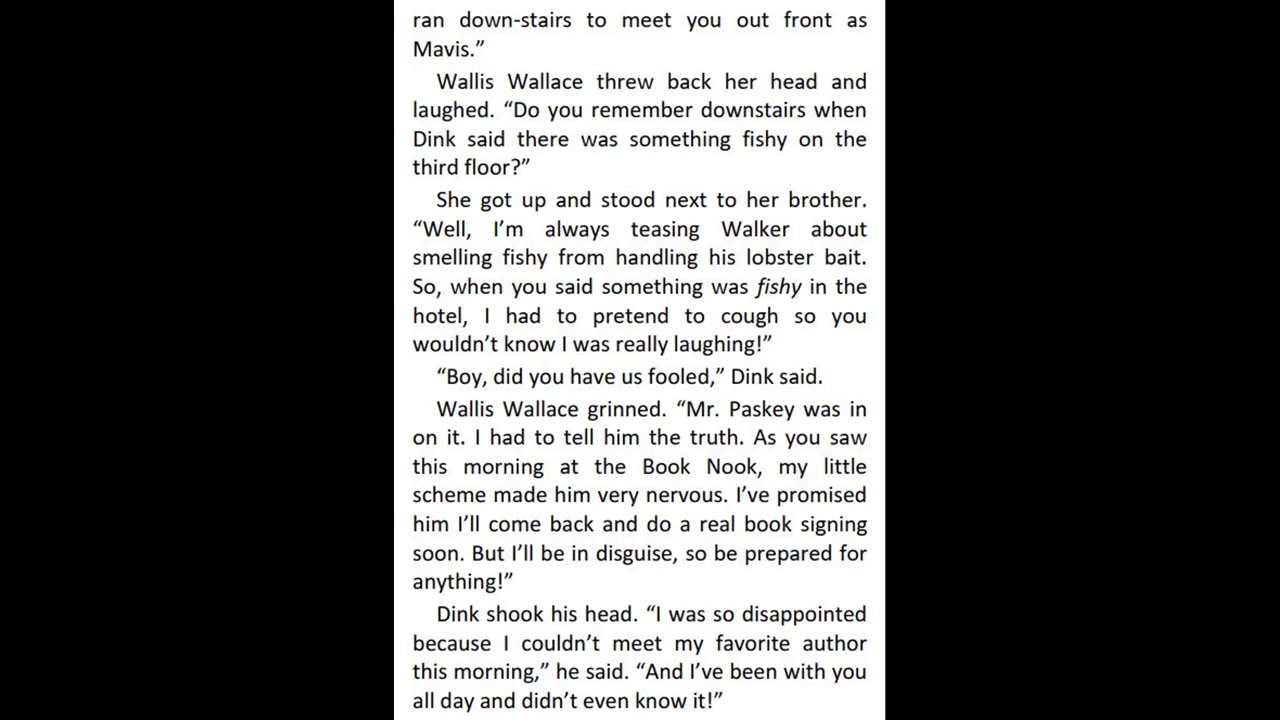 ran down-stairs to meet you out front as
Mavis.”
Wallis Wallace threw back her head and
laughed. “Do you remember downstairs when
Dink said there was something fishy on the
third floor?”
She got up and stood next to her brother.
“Well, I’m always teasing Walker about
smelling fishy from handling his lobster bait.
So, when you said something was fishy in the
hotel, I had to pretend to cough so you
wouldn’t know I was really laughing!”
“Boy, did you have us fooled,” Dink said.
Wallis Wallace grinned. “Mr. Paskey was in
on it. I had to tell him the truth. As you saw
this morning at the Book Nook, my little
scheme made him very nervous. I’ve promised
him I’ll come back and do a real book signing
soon. But I’ll be in disguise, so be prepared for
anything!”
Dink shook his head. “I was so disappointed
because I couldn’t meet my favorite author
this morning,” he said. “And I’ve been with you
all day and didn’t even know it!”